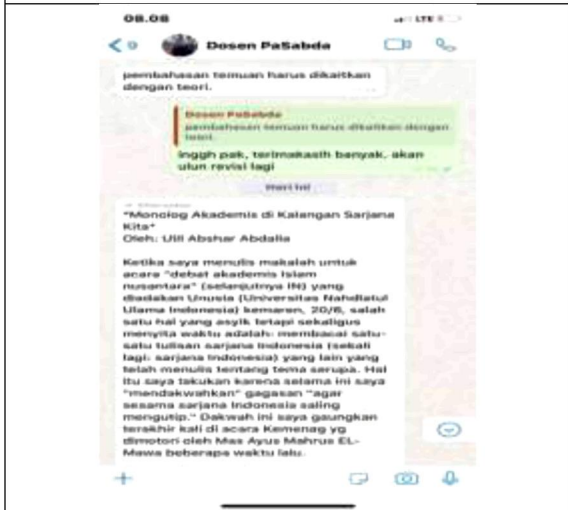 08.08
LTE
Dosen PaSabda
pembahasan temuan harus dikaitkan
dengan teori.
Dosen PaSabda
pembahasan temuan harus dikaitkan dengan
teori.
inggh pak, terimakasih banyak, akan
ulun revisi lagi
Hari Ini
"Monolog Akademis di Kalangan Sarjana
Kita"
Oleh: Ulil Abshar Abdalla
Ketika saya menulis makalah untuk
acara "debat akademis Islam
nusantara" (selanjutnya IN) yang
diadakan Unusia (Universitas Nahdlatul
Ulama Indonesia) kemaren, 20/6, salah
satu hal yang asyik tetapi sekaligus
menyita waktu adalah: membacai satu-
satu tulisan sarjana Indonesia (sekali
lagi: sarjana Indonesia) yang lain yang
telah menulis tentang tema serupa. Hal
itu saya lakukan karena selama ini saya
"mendakwahkan" gagasan "agar
sesama sarjana Indonesia saling
mengutip." Dakwah ini saya gaungkan
terakhir kali di acara Kemenag yg
dimotori oleh Mas Ayus Mahrus EL-
Mawa beberapa waktu lalu.